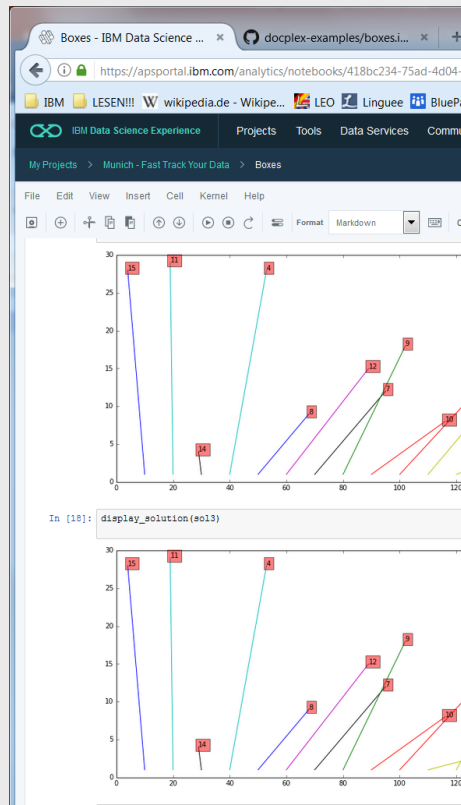 Boxes - IBM Data Science ... × docplex-examples/boxes.i... × +
https://apsportal.ibm.com/analytics/notebooks/418bc234-75ad-4d04-
IBM LESEN!!! W wikipedia.de - Wikipe... LEO Linguee BluePa
IBM Data Science Experience Projects Tools Data Services Commu
My Projects > Munich - Fast Track Your Data > Boxes
File Edit View Insert Cell Kernel Help
Format Markdown
30
25
20
15
10
5
0
0 20 40 60 80 100 120
15 11 4
9
12
7
8
10
14
In [18]: display_solution(sol3)
30
25
20
15
10
5
0
0 20 40 60 80 100 120
15 11 4
9
12
7
8
10
14